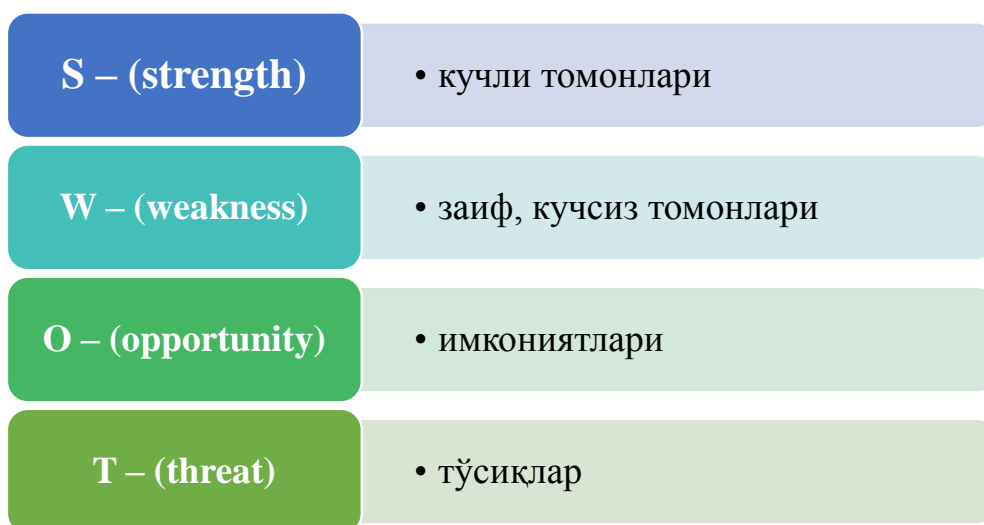 S – (strength)
• кучли томонлари
W – (weakness)
• заиф, кучсиз томонлари
O – (opportunity)
• имкониятлари
T – (threat)
• тўсиқлар